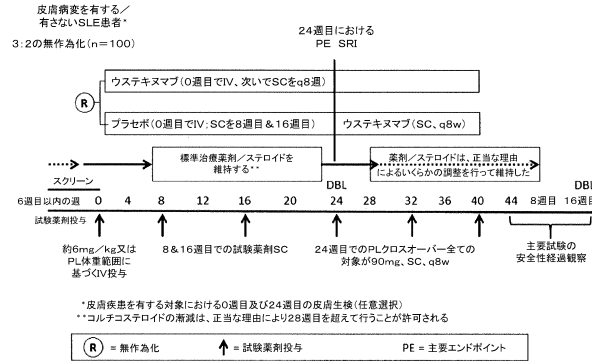 皮膚病変を有する／
有さないSLE患者*
3:2の無作為化（n＝100）
24週目における
PE SRI
ウステキヌマブ（0週目でIV、次いでSCをq8週）
R
プラセボ（0週目でIV；SCを8週目＆16週目）
ウステキヌマブ（SC、q8w）
標準治療薬剤／ステロイドを
維持する**
薬剤／ステロイドは、正当な理由
によるいくらかの調整を行って維持した
スクリーン
DBL
DBL
6週目以内の週 0 4 8 12 16 20 24 28 32 36 40 44 8週目 16週目
試験薬剤投与
約6mg／kg又は
PL体重範囲に
基づくIV投与
8＆16週目での試験薬剤SC
24週目でのPLクロスオーバー全ての
対象が90mg、SC、q8w
主要試験の
安全性経過観察
*皮膚疾患を有する対象における0週目及び24週目の皮膚生検（任意選択）
**コルチコステロイドの漸減は、正当な理由により28週目を超えて行うことが許可される
R ＝無作為化 ＝試験薬剤投与 PE ＝主要エンドポイント